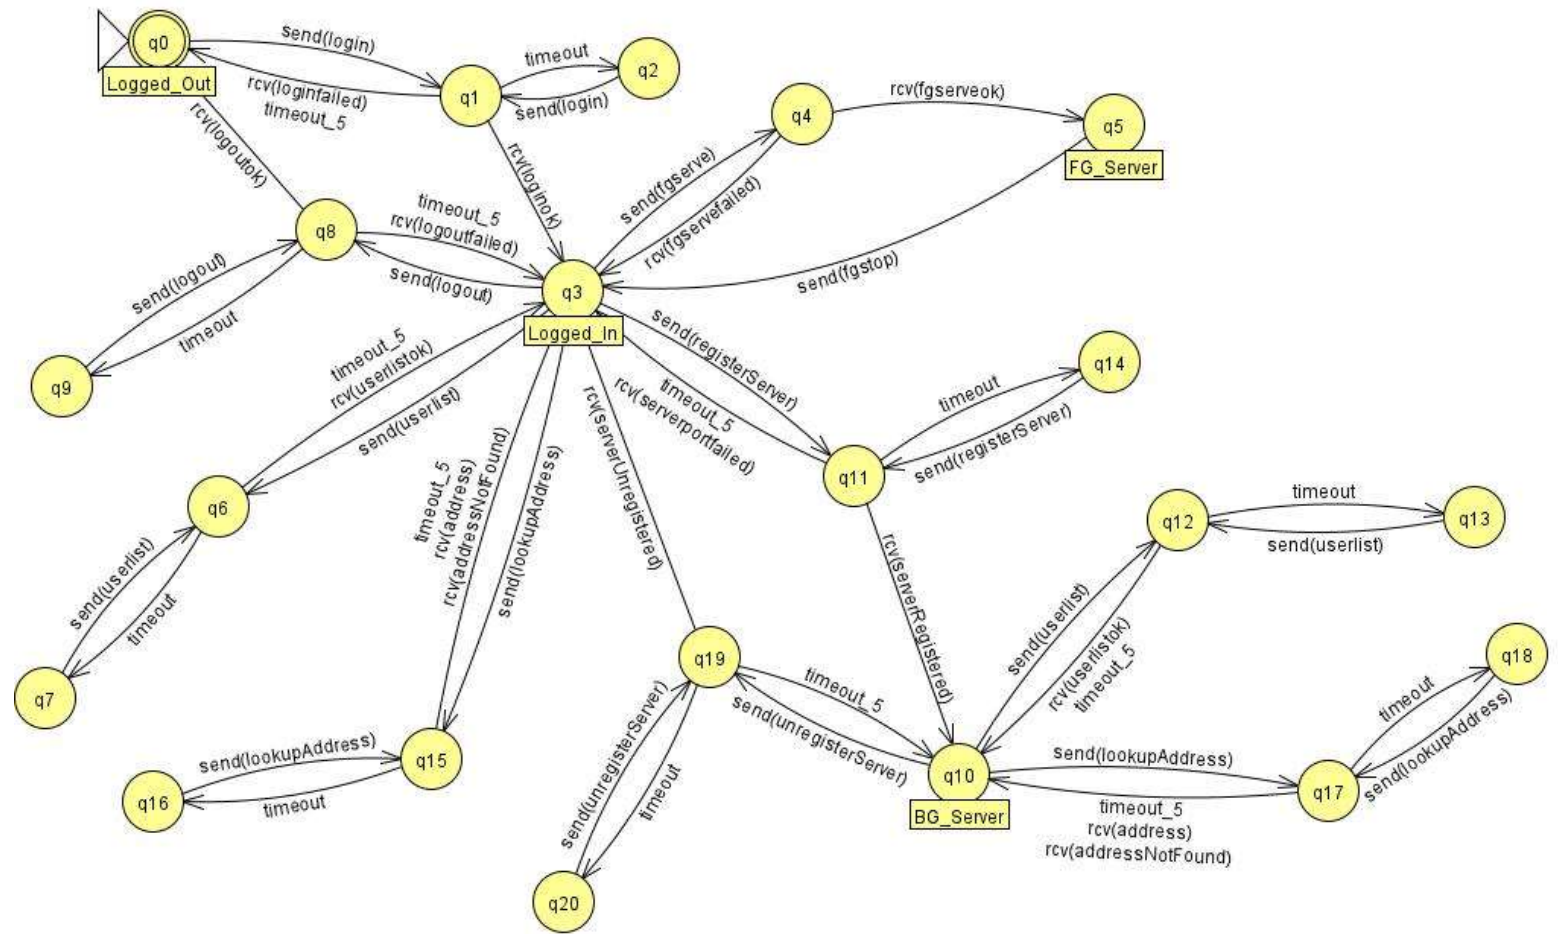 q0
Logged_Out
send(login)
rcv(loginfailed)
timeout_5
q1
timeout
send(login)
q2
rcv(logoutok)
rcv(loginok)
q4
rcv(fgserveok)
q5
FG_Server
send(fgserve)
rcv(fgservefailed)
send(fgstop)
q8
timeout_5
rcv(logoutfailed)
send(logout)
q3
Logged_In
send(logout)
timeout
q9
timeout_5
rcv(userlistok)
send(userlist)
send(registerServer)
timeout_5
rcv(serverportfailed)
q11
timeout
send(registerServer)
q14
q6
send(userlist)
timeout
q7
timeout_5
rcv(address)
rcv(addressNotFound)
send(lookupAddress)
rcv(serverUnregistered)
rcv(serverRegistered)
q12
timeout
send(userlist)
q13
send(userlist)
rcv(userlistok)
timeout_5
q19
timeout_5
send(unregisterServer)
q15
send(lookupAddress)
timeout
q16
send(unregisterServer)
timeout
q20
q10
BG_Server
send(lookupAddress)
timeout_5
rcv(address)
rcv(addressNotFound)
q17
timeout
send(lookupAddress)
q18